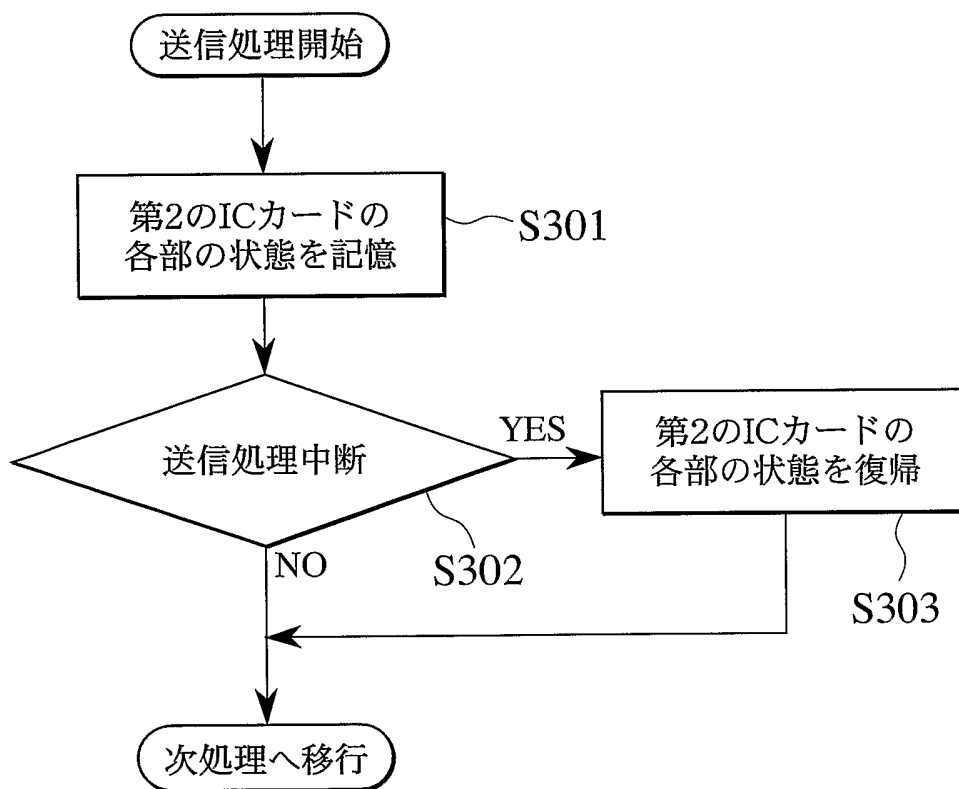 送信処理開始
第2のICカードの
各部の状態を記憶
S301
送信処理中断
YES
NO
S302
第2のICカードの
各部の状態を復帰
S303
次処理へ移行